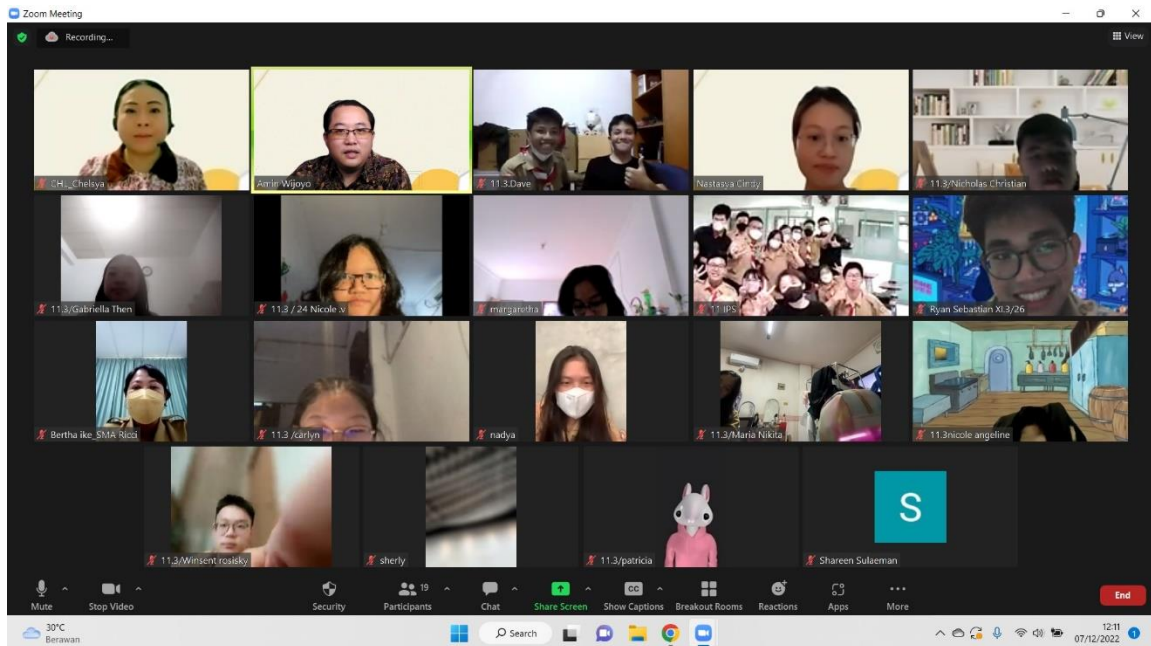 Zoom Meeting
Recording...
View
CHI_Chelsya
Amin Wijoyo
11.3.Dave
Nastasya Cindy
11.3/Nicholas Christian
11.3/Gabriella Then
11.3 / 24 Nicole .v
margaretha
11 IPS
Ryan Sebastian XI.3/26
Bertha ike_SMA Ricci
11.3 /carlyn
nadya
11.3/Maria Nikita
11.3nicole angeline
11.3/Winsent rosisky
sherly
11.3/patricia
S
Shareen Sulaeman
19
Mute
Stop Video
Security
Participants
Chat
Share Screen
CC
Show Captions
Breakout Rooms
Reactions
Apps
More
End
30°C
Berawan
Search
12:11
07/12/2022
1